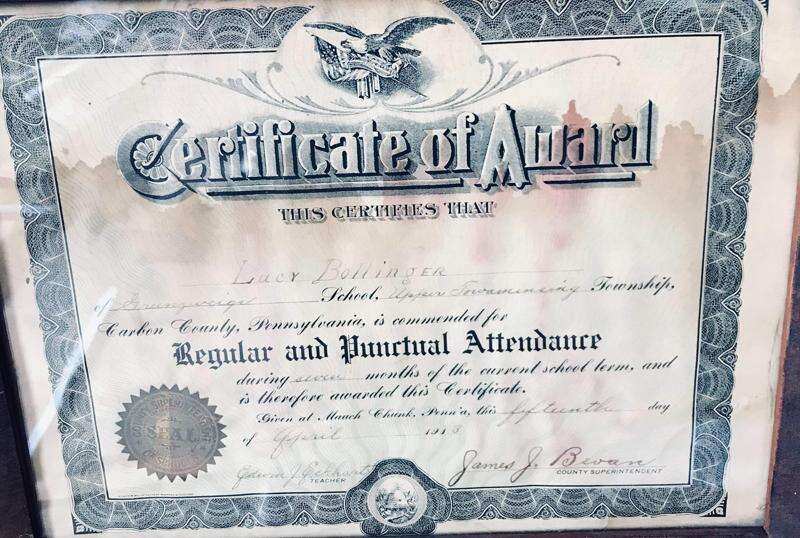 Certificate of Award
THIS CERTIFIES THAT
Lucy Bollinger
of School, Upper Towamensing Township,
Carbon County, Pennsylvania, is commended for
Regular and Punctual Attendance
during seven months of the current school term, and
is therefore awarded this Certificate.
Given at Mauch Chunk, Penn'a, this fifteenth day
of April 1918
SEAL
James J. Bevan
TEACHER
COUNTY SUPERINTENDENT